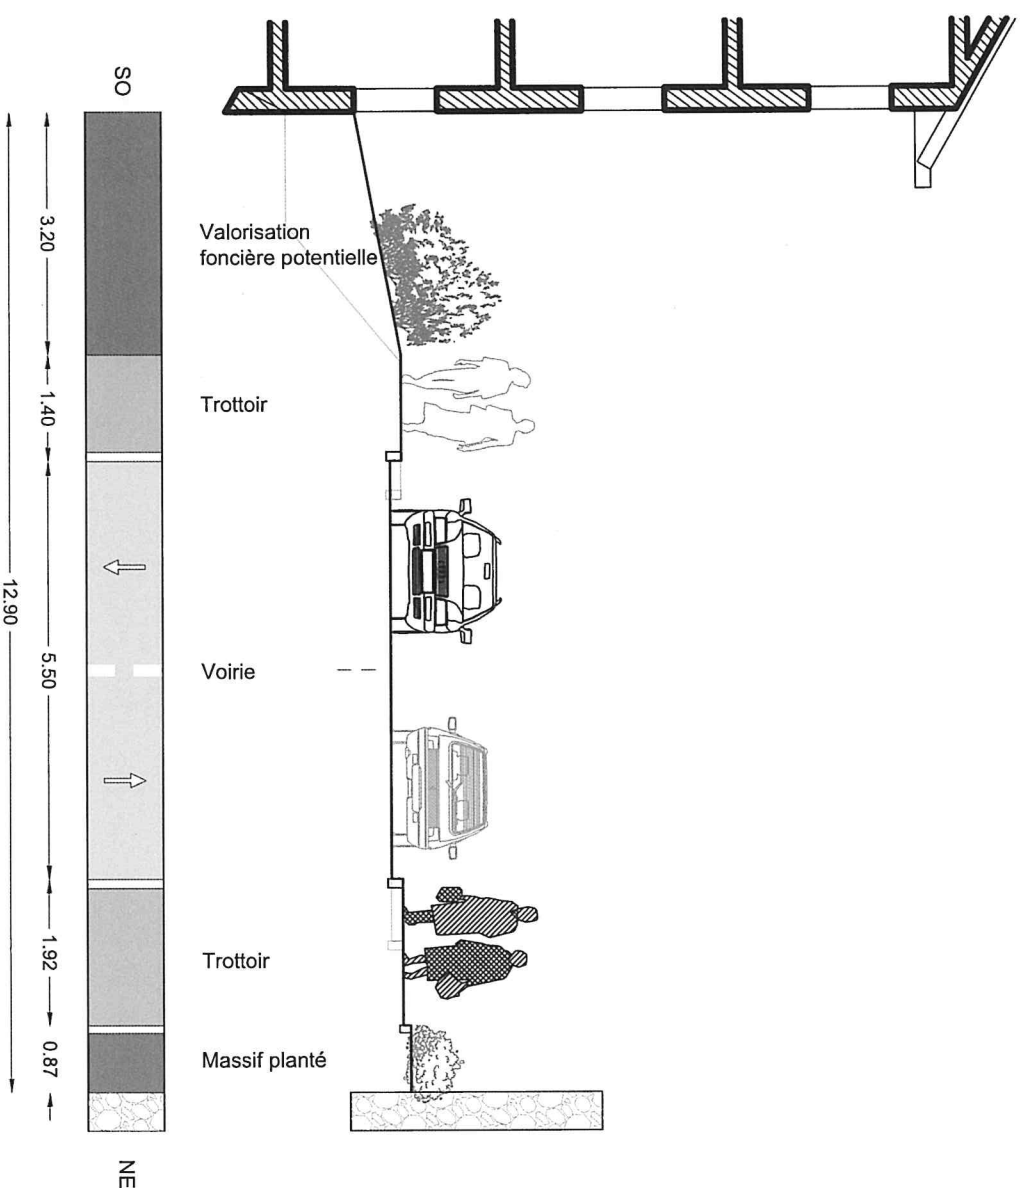 SO
3.20
1.40
5.50
1.92
0.87
12.90
NE
Valorisation
foncière potentielle
Trottoir
Voirie
Trottoir
Massif planté